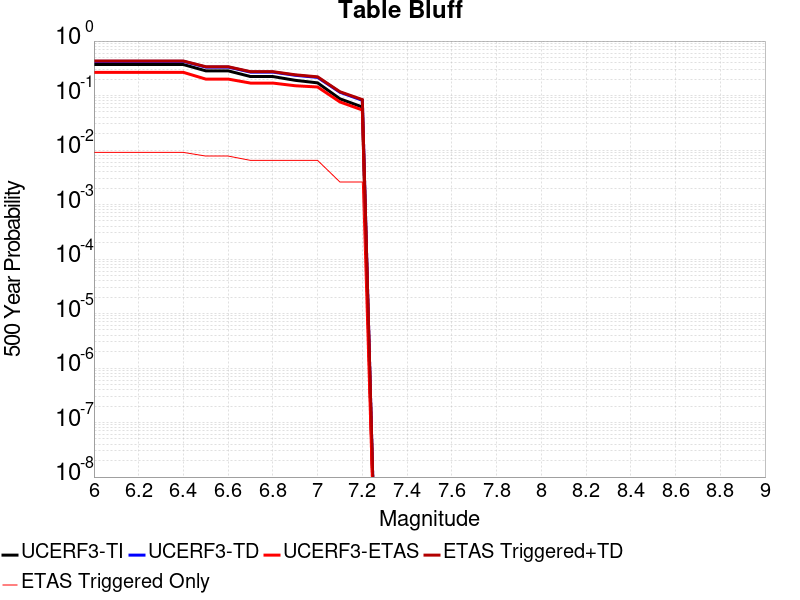 Table Bluff
10^0
10^-1
10^-2
10^-3
10^-4
10^-5
10^-6
10^-7
10^-8
500 Year Probability
6 6.2 6.4 6.6 6.8 7 7.2 7.4 7.6 7.8 8 8.2 8.4 8.6 8.8 9
Magnitude
UCERF3-TI UCERF3-TD UCERF3-ETAS ETAS Triggered+TD
ETAS Triggered Only